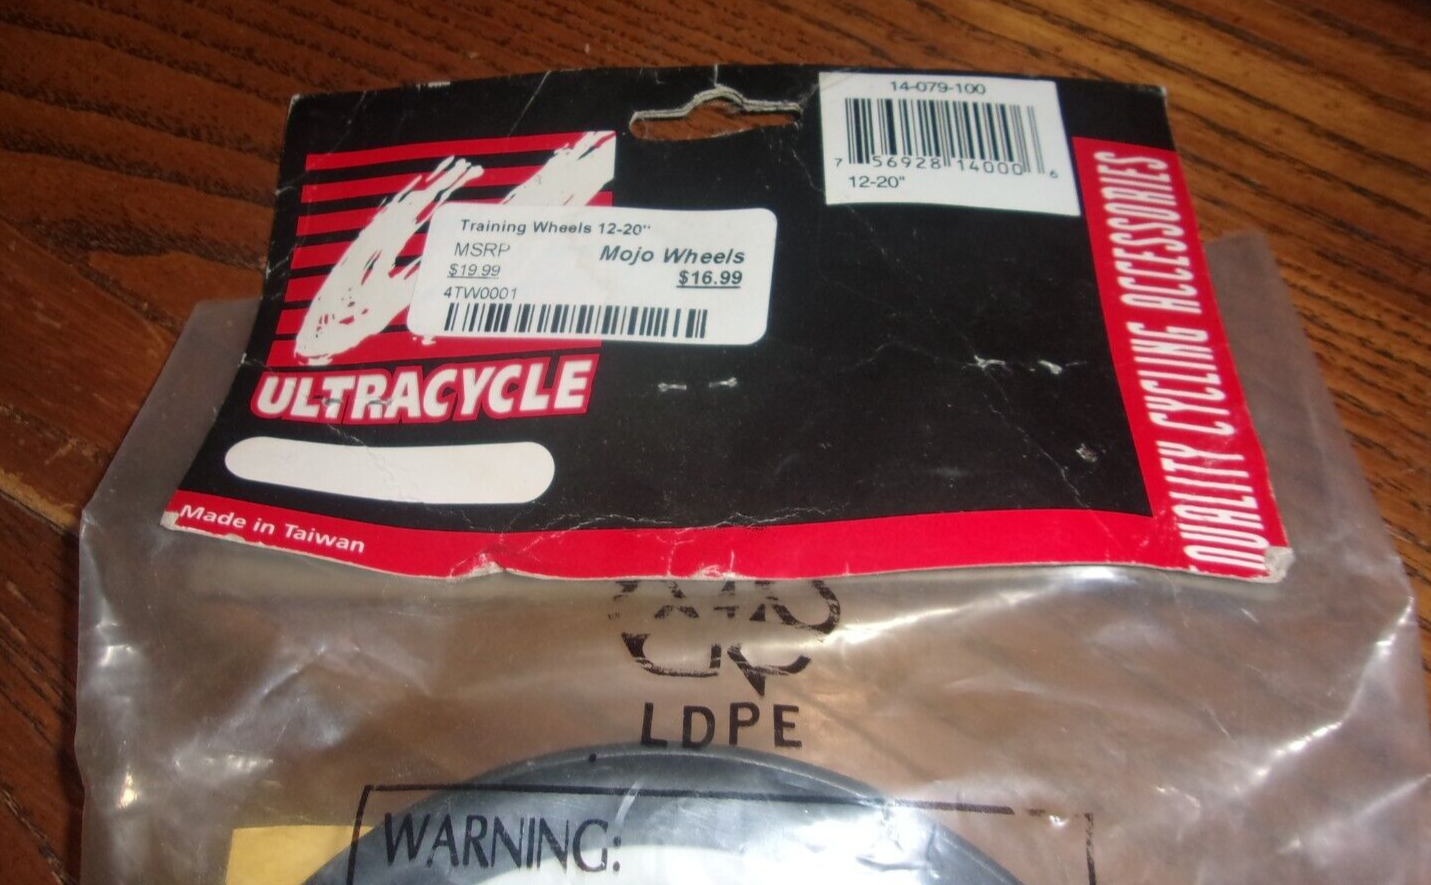 14-079-100
7 56928 14000 6
12-20"
Training Wheels 12-20"
MSRP
Mojo Wheels
$19.99
$16.99
4TW0001
ULTRACYCLE
Made in Taiwan
QUALITY CYCLING ACCESSORIES
LDPE
WARNING: